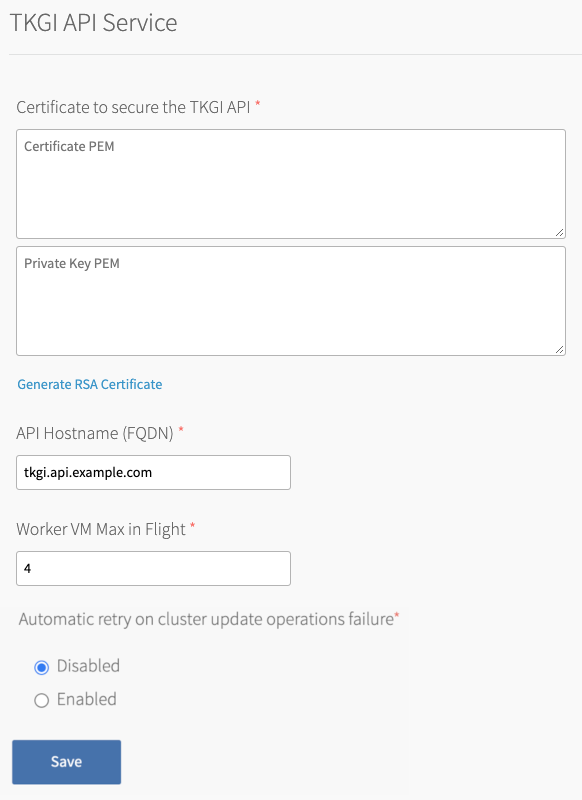 TKGI API Service
Certificate to secure the TKGI API *
Certificate PEM
Private Key PEM
Generate RSA Certificate
API Hostname (FQDN) *
tkgi.api.example.com
Worker VM Max in Flight *
4
Automatic retry on cluster update operations failure*
Disabled
Enabled
Save